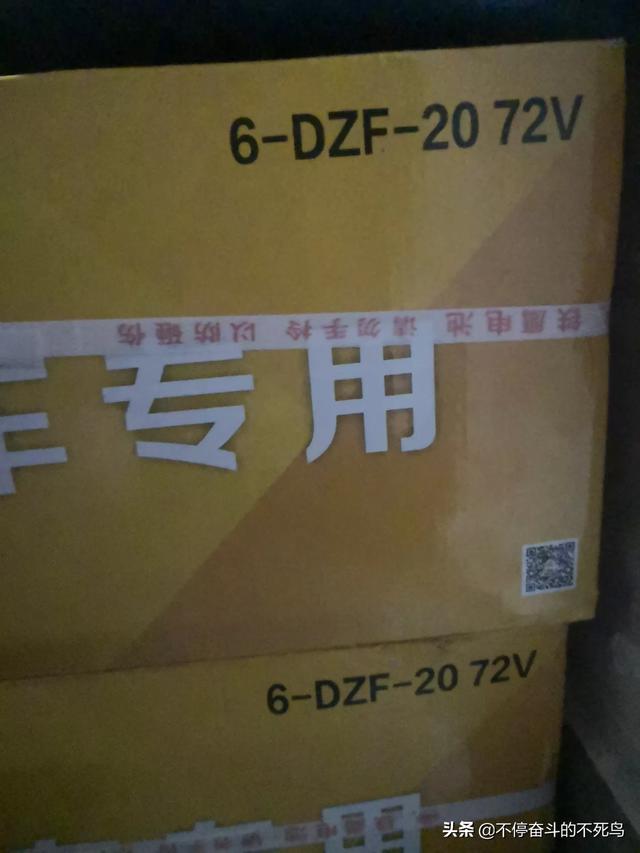 6-DZF-20 72V
铁鹰电池 请勿手拎 以防砸伤
车专用
6-DZF-20 72V
头条 @不停奋斗的不死鸟